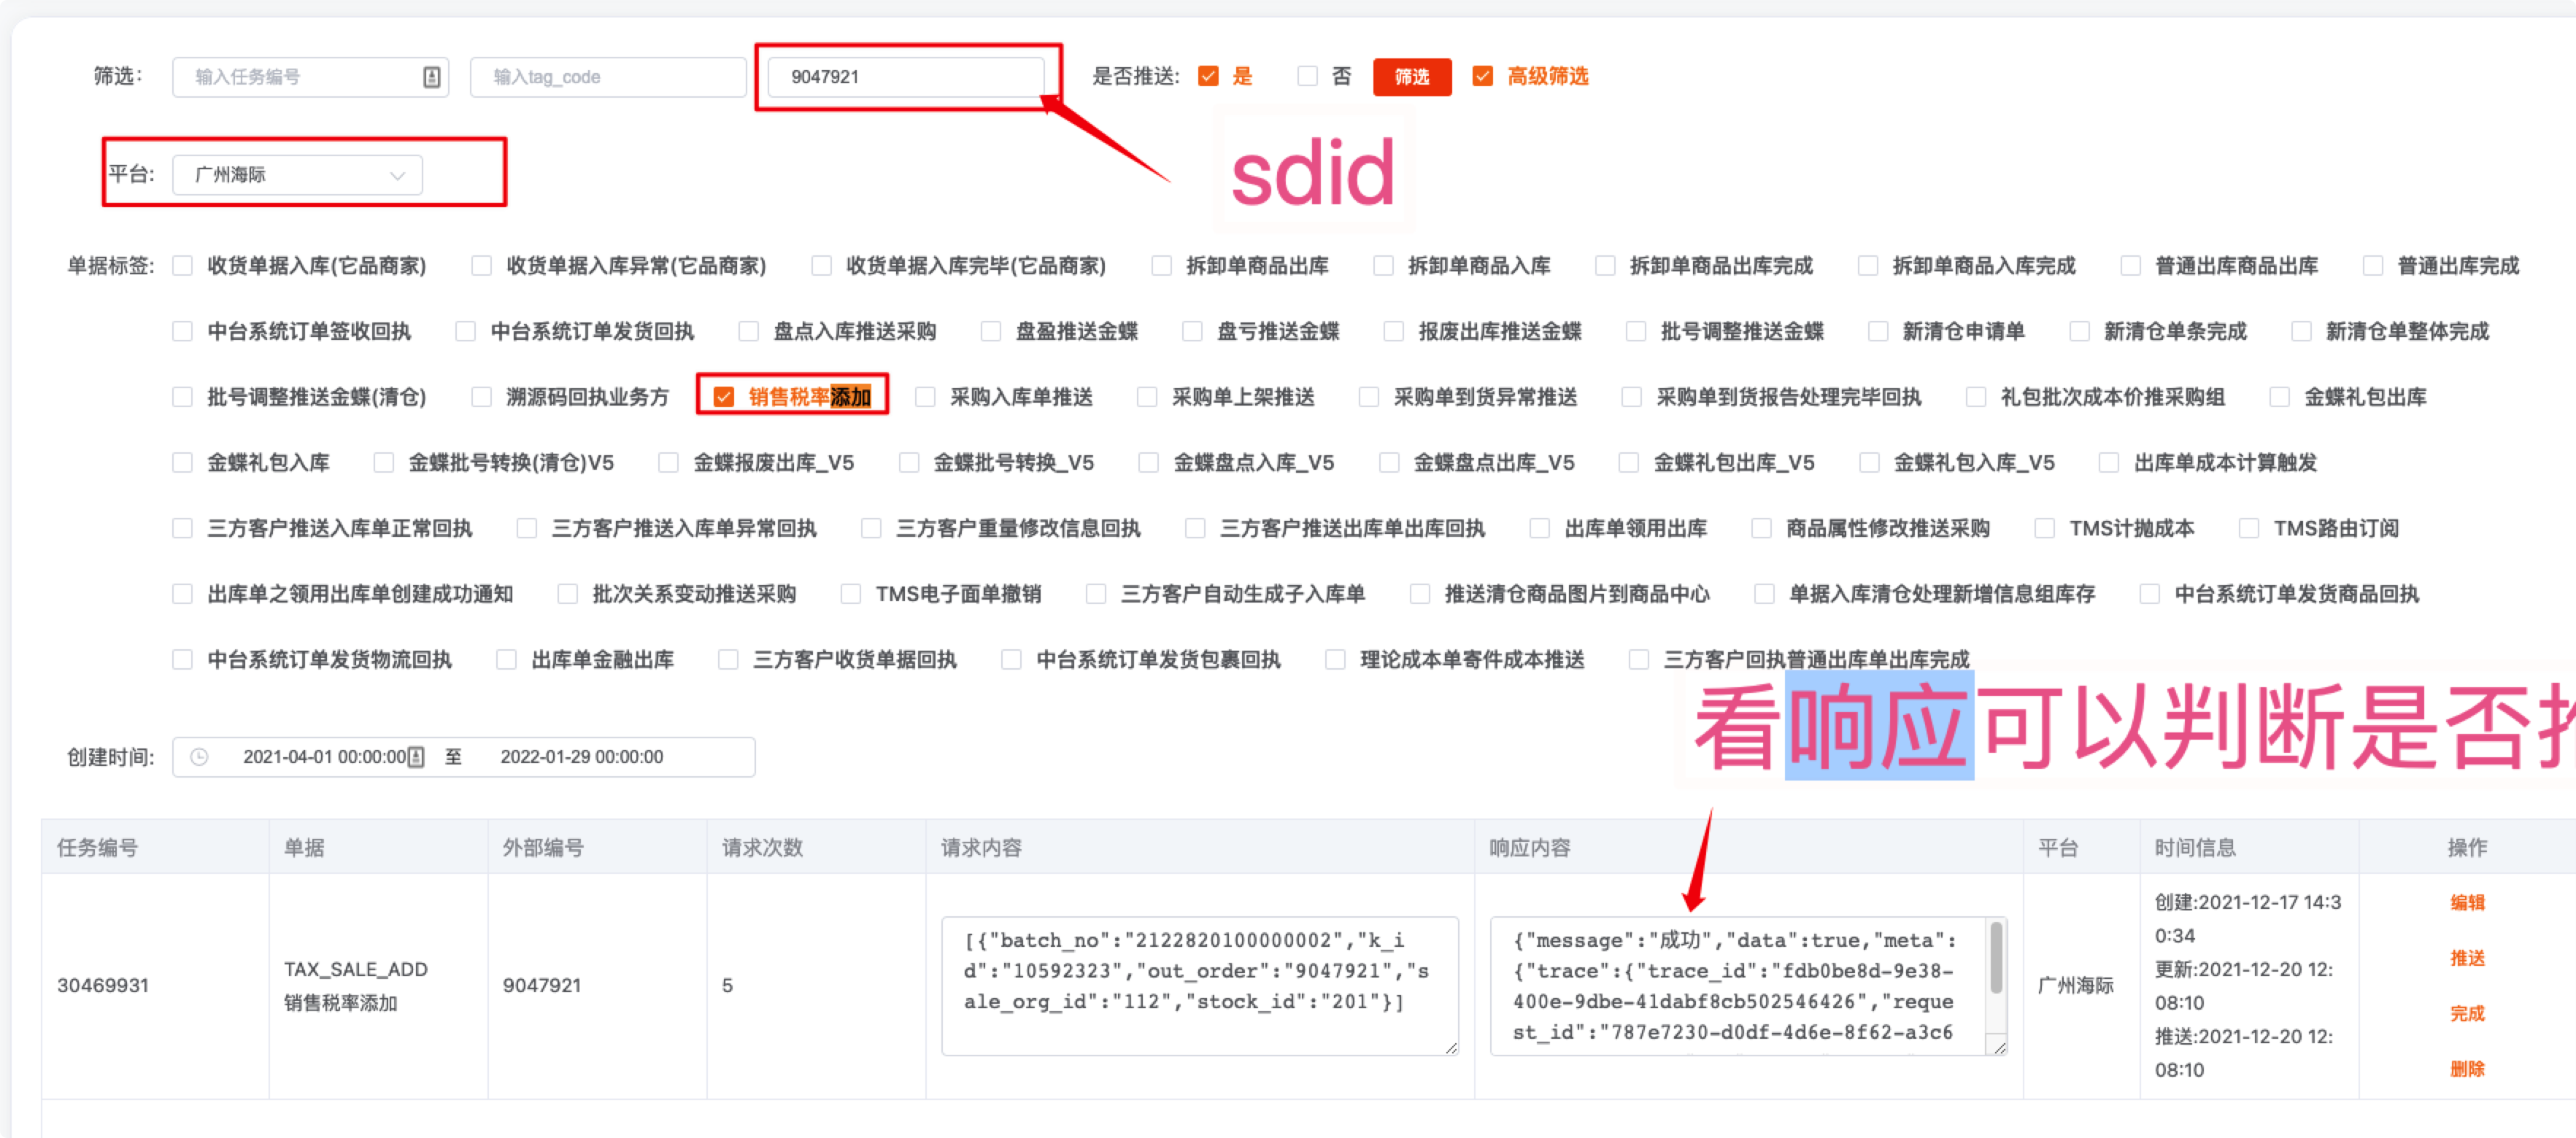 筛选: 输入任务编号 输入tag_code 9047921 是否推送: 是 否 筛选 高级筛选
sdid
平台: 广州海际
单据标签: 收货单据入库(它品商家) 收货单据入库异常(它品商家) 收货单据入库完毕(它品商家) 拆卸单商品出库 拆卸单商品入库 拆卸单商品出库完成 拆卸单商品入库完成 普通出库商品出库 普通出库完成
中台系统订单签收回执 中台系统订单发货回执 盘点入库推送采购 盘盈推送金蝶 盘亏推送金蝶 报废出库推送金蝶 批号调整推送金蝶 新清仓申请单 新清仓单条完成 新清仓单整体完成
批号调整推送金蝶(清仓) 溯源码回执业务方 销售税率添加 采购入库单推送 采购单上架推送 采购单到货异常推送 采购单到货报告处理完毕回执 礼包批次成本价推采购组 金蝶礼包出库
金蝶礼包入库 金蝶批号转换(清仓)V5 金蝶报废出库_V5 金蝶批号转换_V5 金蝶盘点入库_V5 金蝶盘点出库_V5 金蝶礼包出库_V5 金蝶礼包入库_V5 出库单成本计算触发
三方客户推送入库单正常回执 三方客户推送入库单异常回执 三方客户重量修改信息回执 三方客户推送出库单出库回执 出库单领用出库 商品属性修改推送采购 TMS计抛成本 TMS路由订阅
出库单之领用出库单创建成功通知 批次关系变动推送采购 TMS电子面单撤销 三方客户自动生成子入库单 推送清仓商品图片到商品中心 单据入库清仓处理新增信息组库存 中台系统订单发货商品回执
中台系统订单发货物流回执 出库单金融出库 三方客户收货单据回执 中台系统订单发货包裹回执 理论成本单寄件成本推送 三方客户回执普通出库单出库完成
看响应可以判断是否
创建时间: 2021-04-01 00:00:00 至 2022-01-29 00:00:00
任务编号 单据 外部编号 请求次数 请求内容 响应内容 平台 时间信息 操作
30469931
TAX_SALE_ADD
销售税率添加
9047921
5
[{"batch_no":"2122820100000002","k_i
d":"10592323","out_order":"9047921","s
ale_org_id":"112","stock_id":"201"}]
{"message":"成功","data":true,"meta":
{"trace":{"trace_id":"fdb0be8d-9e38-
400e-9dbe-41dabf8cb502546426","reque
st_id":"787e7230-d0df-4d6e-8f62-a3c6
广州海际
创建:2021-12-17 14:3
0:34
更新:2021-12-20 12:
08:10
推送:2021-12-20 12:
08:10
编辑
推送
完成
删除